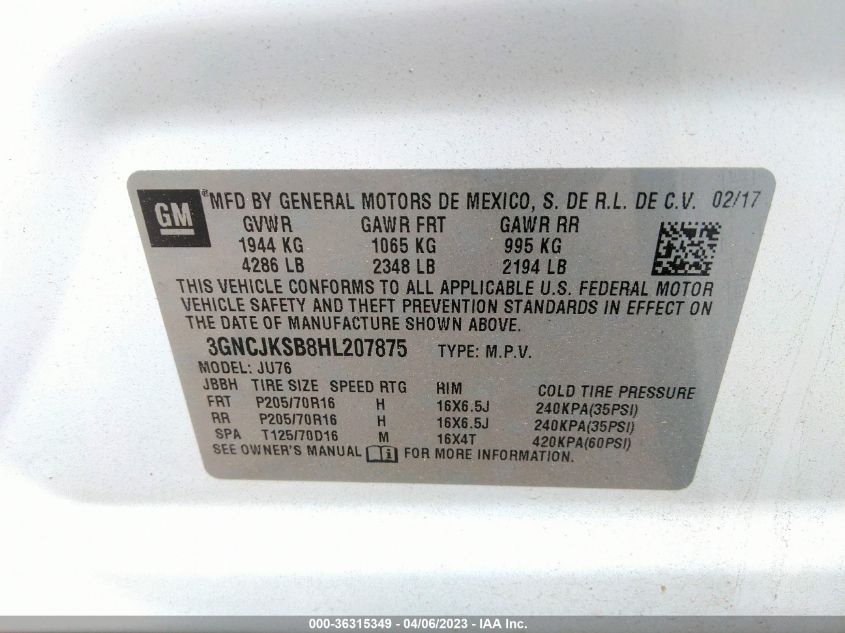 GM ® MFD BY GENERAL MOTORS DE MEXICO, S. DE R.L. DE C.V. 02/17
GVWR GAWR FRT GAWR RR
1944 KG 1065 KG 995 KG
4286 LB 2348 LB 2194 LB
THIS VEHICLE CONFORMS TO ALL APPLICABLE U.S. FEDERAL MOTOR
VEHICLE SAFETY AND THEFT PREVENTION STANDARDS IN EFFECT ON
THE DATE OF MANUFACTURE SHOWN ABOVE.
3GNCJKSB8HL207875 TYPE: M.P.V.
MODEL: JU76
JBBH TIRE SIZE SPEED RTG RIM COLD TIRE PRESSURE
FRT P205/70R16 H 16X6.5J 240KPA(35PSI)
RR P205/70R16 H 16X6.5J 240KPA(35PSI)
SPA T125/70D16 M 16X4T 420KPA(60PSI)
SEE OWNER'S MANUAL FOR MORE INFORMATION.
000-36315349 - 04/06/2023 - IAA Inc.